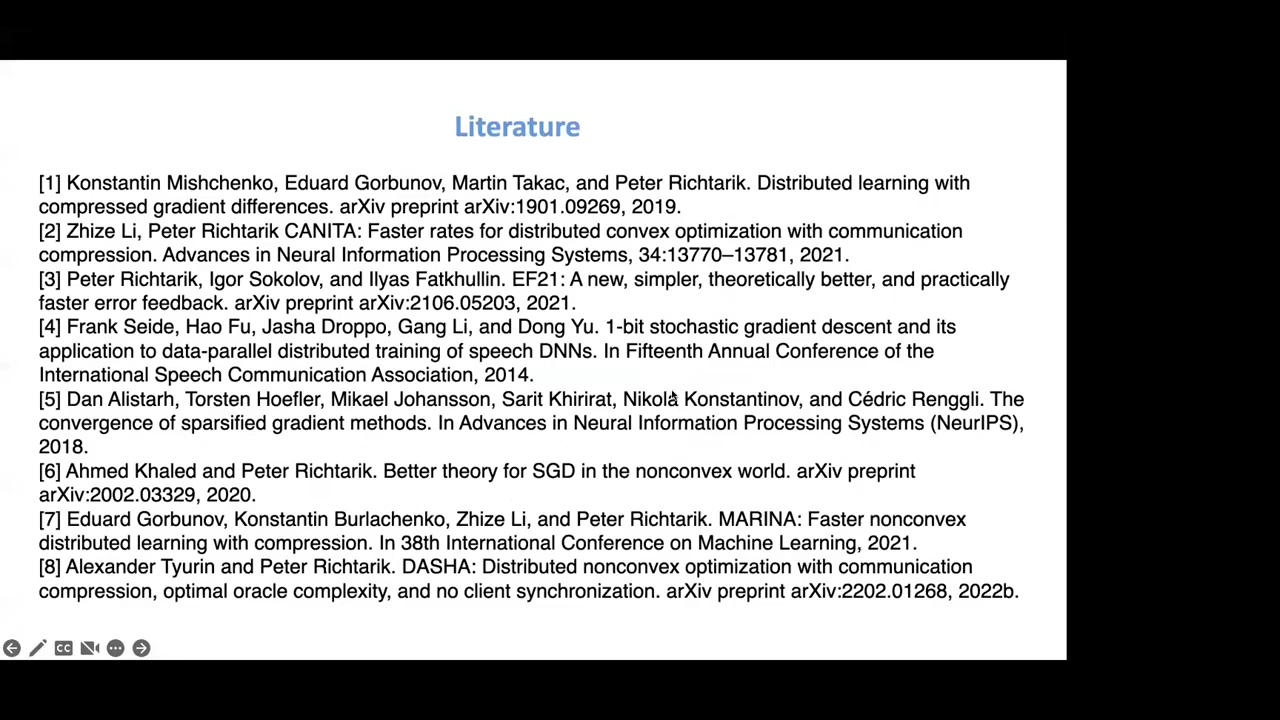 Literature
[1] Konstantin Mishchenko, Eduard Gorbunov, Martin Takac, and Peter Richtarik. Distributed learning with
compressed gradient differences. arXiv preprint arXiv:1901.09269, 2019.
[2] Zhize Li, Peter Richtarik CANITA: Faster rates for distributed convex optimization with communication
compression. Advances in Neural Information Processing Systems, 34:13770–13781, 2021.
[3] Peter Richtarik, Igor Sokolov, and Ilyas Fatkhullin. EF21: A new, simpler, theoretically better, and practically
faster error feedback. arXiv preprint arXiv:2106.05203, 2021.
[4] Frank Seide, Hao Fu, Jasha Droppo, Gang Li, and Dong Yu. 1-bit stochastic gradient descent and its
application to data-parallel distributed training of speech DNNs. In Fifteenth Annual Conference of the
International Speech Communication Association, 2014.
[5] Dan Alistarh, Torsten Hoefler, Mikael Johansson, Sarit Khirirat, Nikola Konstantinov, and Cédric Renggli. The
convergence of sparsified gradient methods. In Advances in Neural Information Processing Systems (NeurIPS),
2018.
[6] Ahmed Khaled and Peter Richtarik. Better theory for SGD in the nonconvex world. arXiv preprint
arXiv:2002.03329, 2020.
[7] Eduard Gorbunov, Konstantin Burlachenko, Zhize Li, and Peter Richtarik. MARINA: Faster nonconvex
distributed learning with compression. In 38th International Conference on Machine Learning, 2021.
[8] Alexander Tyurin and Peter Richtarik. DASHA: Distributed nonconvex optimization with communication
compression, optimal oracle complexity, and no client synchronization. arXiv preprint arXiv:2202.01268, 2022b.
CC